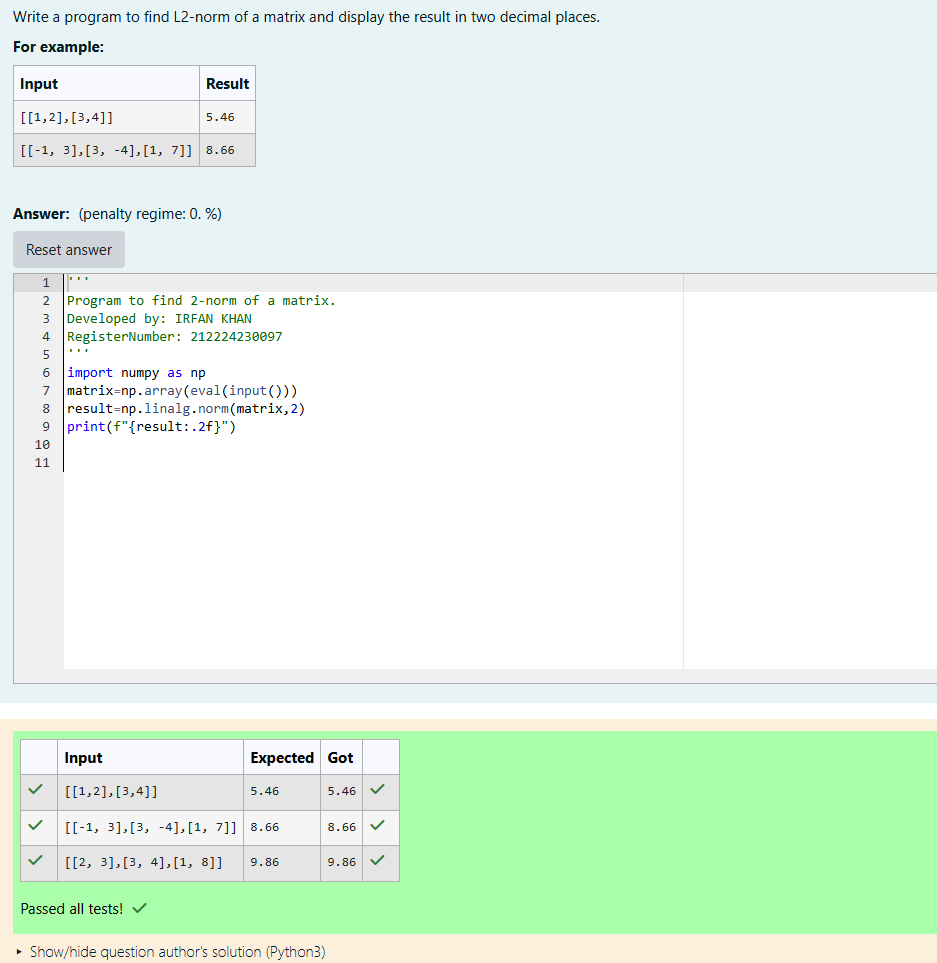 Write a program to find L2-norm of a matrix and display the result in two decimal places.
For example:
Input Result
[[1,2],[3,4]] 5.46
[[-1, 3],[3, -4],[1, 7]] 8.66
Answer: (penalty regime: 0. %)
Reset answer
1 '''
2 Program to find 2-norm of a matrix.
3 Developed by: IRFAN KHAN
4 RegisterNumber: 212224230097
5 '''
6 import numpy as np
7 matrix=np.array(eval(input()))
8 result=np.linalg.norm(matrix,2)
9 print(f"{result:.2f}")
10
11
Input Expected Got
[[1,2],[3,4]] 5.46 5.46
[[-1, 3],[3, -4],[1, 7]] 8.66 8.66
[[2, 3],[3, 4],[1, 8]] 9.86 9.86
Passed all tests!
Show/hide question author's solution (Python3)